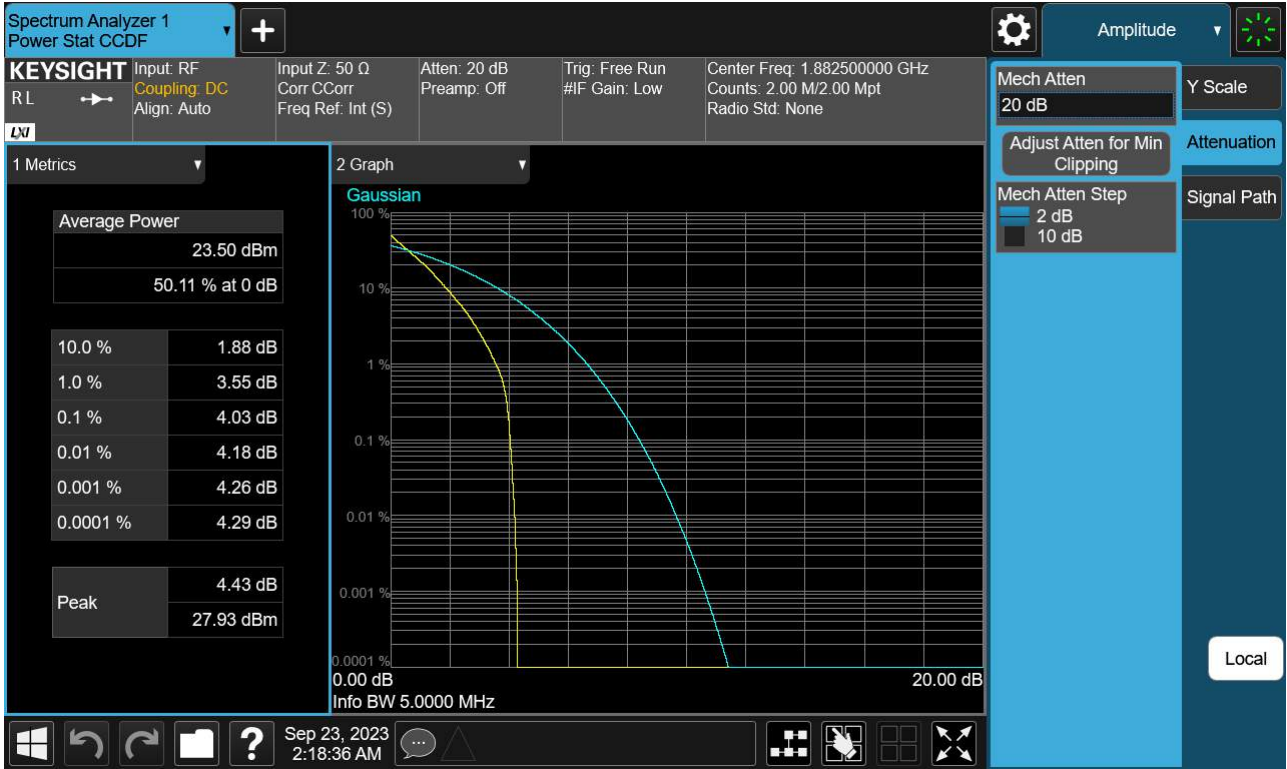 Spectrum Analyzer 1
Power Stat CCDF
+
Amplitude
KEYSIGHT
R L
LXI
Input: RF
Coupling: DC
Align: Auto
Input Z: 50 Ω
Corr CCorr
Freq Ref: Int (S)
Atten: 20 dB
Preamp: Off
Trig: Free Run
#IF Gain: Low
Center Freq: 1.882500000 GHz
Counts: 2.00 M/2.00 Mpt
Radio Std: None
Mech Atten
20 dB
Adjust Atten for Min
Clipping
Mech Atten Step
2 dB
10 dB
Y Scale
Attenuation
Signal Path
1 Metrics
Average Power
23.50 dBm
50.11 % at 0 dB
10.0 % 1.88 dB
1.0 % 3.55 dB
0.1 % 4.03 dB
0.01 % 4.18 dB
0.001 % 4.26 dB
0.0001 % 4.29 dB
Peak
4.43 dB
27.93 dBm
2 Graph
Gaussian
100 %
10 %
1 %
0.1 %
0.01 %
0.001 %
0.0001 %
0.00 dB 20.00 dB
Info BW 5.0000 MHz
Local
?
Sep 23, 2023
2:18:36 AM